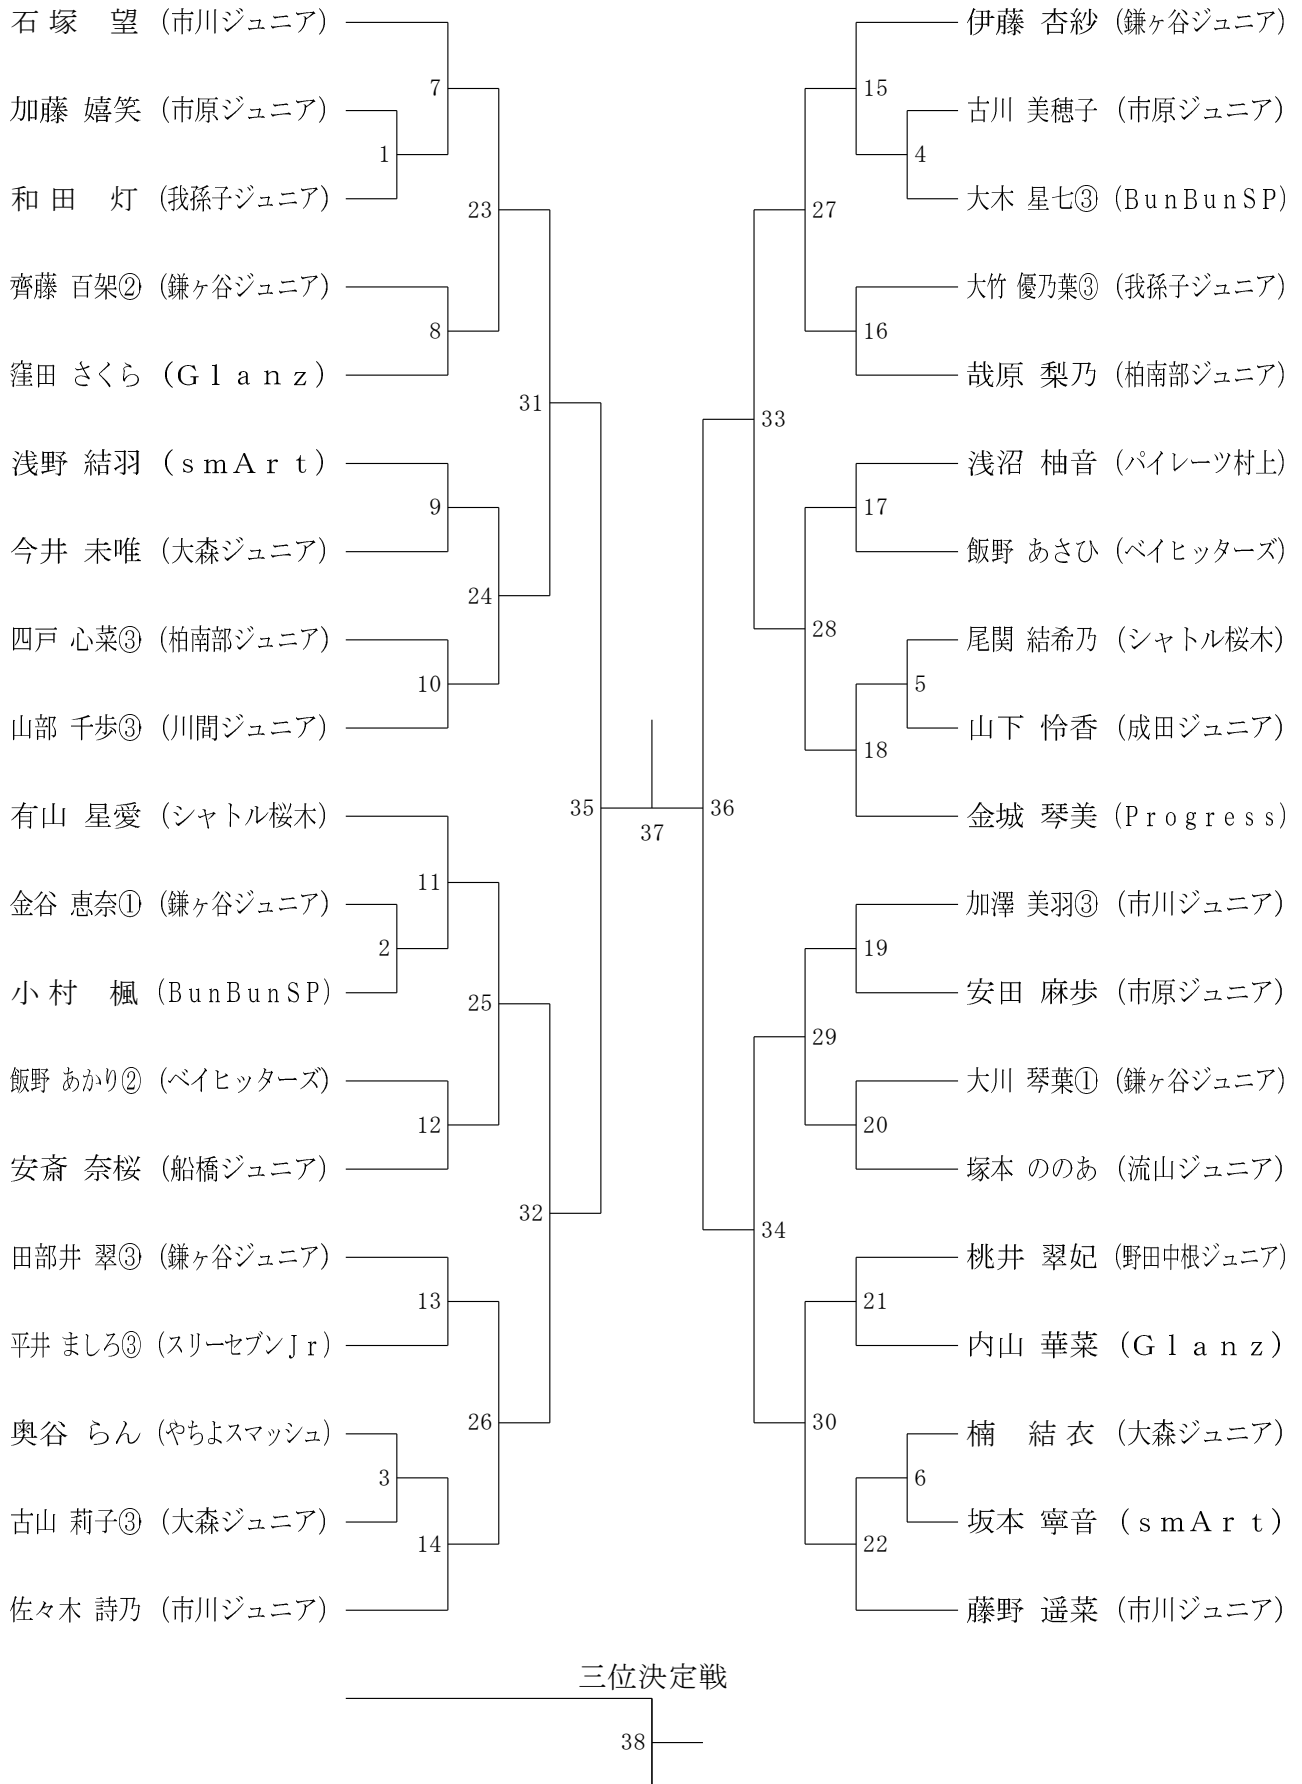 石塚　望 (市川ジュニア)
7
加藤 嬉笑 (市原ジュニア)
1
和田　灯 (我孫子ジュニア)
23
齊藤 百架② (鎌ヶ谷ジュニア)
8
窪田 さくら (Ｇｌａｎｚ)
31
浅野 結羽 (ｓｍＡｒｔ)
9
今井 未唯 (大森ジュニア)
24
四戸 心菜③ (柏南部ジュニア)
10
山部 千歩③ (川間ジュニア)
35
有山 星愛 (シャトル桜木)
11
金谷 恵奈① (鎌ヶ谷ジュニア)
2
小村　楓 (ＢｕｎＢｕｎＳＰ)
25
飯野 あかり② (ベイヒッターズ)
12
安斎 奈桜 (船橋ジュニア)
32
田部井 翠③ (鎌ヶ谷ジュニア)
13
平井 ましろ③ (スリーセブンＪｒ)
26
奥谷 らん (やちよスマッシュ)
3
古山 莉子③ (大森ジュニア)
14
佐々木 詩乃 (市川ジュニア)
37
伊藤 杏紗 (鎌ヶ谷ジュニア)
15
古川 美穂子 (市原ジュニア)
4
大木 星七③ (ＢｕｎＢｕｎＳＰ)
27
大竹 優乃葉③ (我孫子ジュニア)
16
哉原 梨乃 (柏南部ジュニア)
33
浅沼 柚音 (パイレーツ村上)
17
飯野 あさひ (ベイヒッターズ)
28
尾関 結希乃 (シャトル桜木)
5
山下 怜香 (成田ジュニア)
18
36
金城 琴美 (Ｐｒｏｇｒｅｓｓ)
加澤 美羽③ (市川ジュニア)
19
安田 麻歩 (市原ジュニア)
29
大川 琴葉① (鎌ヶ谷ジュニア)
20
塚本 ののあ (流山ジュニア)
34
桃井 翠妃 (野田中根ジュニア)
21
内山 華菜 (Ｇｌａｎｚ)
30
楠　結衣 (大森ジュニア)
6
坂本 寧音 (ｓｍＡｒｔ)
22
藤野 遥菜 (市川ジュニア)
三位決定戦
38